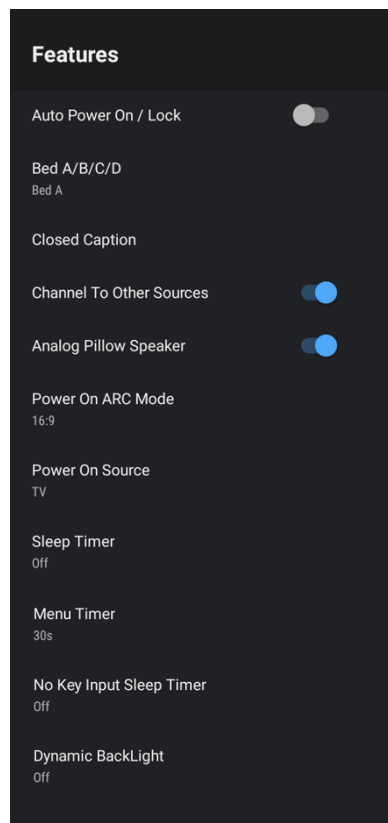 Features
Auto Power On / Lock
Bed A/B/C/D
Bed A
Closed Caption
Channel To Other Sources
Analog Pillow Speaker
Power On ARC Mode
16:9
Power On Source
TV
Sleep Timer
Off
Menu Timer
30s
No Key Input Sleep Timer
Off
Dynamic BackLight
Off